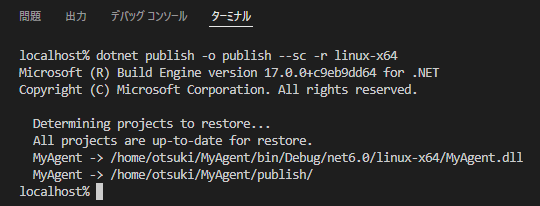 問題 出力 デバッグ コンソール ターミナル
localhost% dotnet publish -o publish --sc -r linux-x64
Microsoft (R) Build Engine version 17.0.0+c9eb9dd64 for .NET
Copyright (C) Microsoft Corporation. All rights reserved.
Determining projects to restore...
All projects are up-to-date for restore.
MyAgent -> /home/otsuki/MyAgent/bin/Debug/net6.0/linux-x64/MyAgent.dll
MyAgent -> /home/otsuki/MyAgent/publish/
localhost%